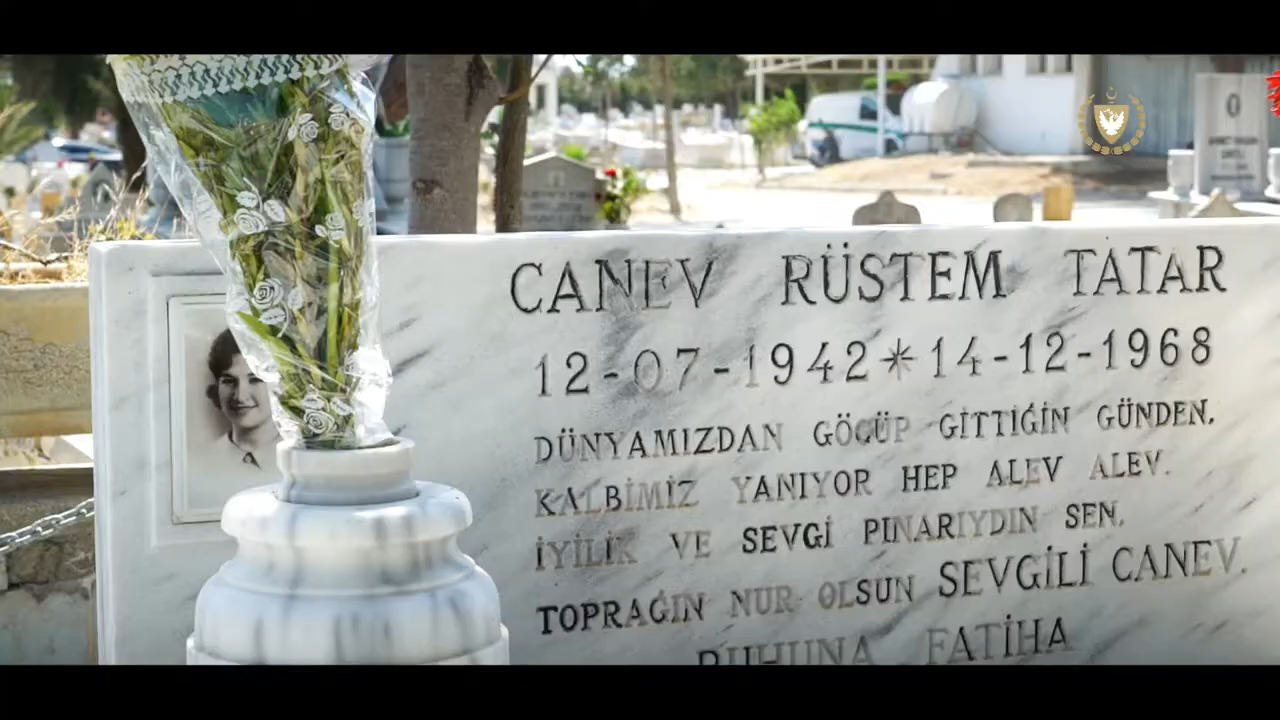 CANEV RÜSTEM TATAR
12-07-1942*14-12-1968
DÜNYAMIZDAN GÖÇÜP GİTTİĞİN GÜNDEN.
KALBİMİZ YANIYOR HEP ALEV ALEV.
İYİLİK VE SEVGİ PINARIYDIN SEN.
TOPRAĞIN NUR OLSUN SEVGİLİ CANEV.
RUHUNA FATİHA